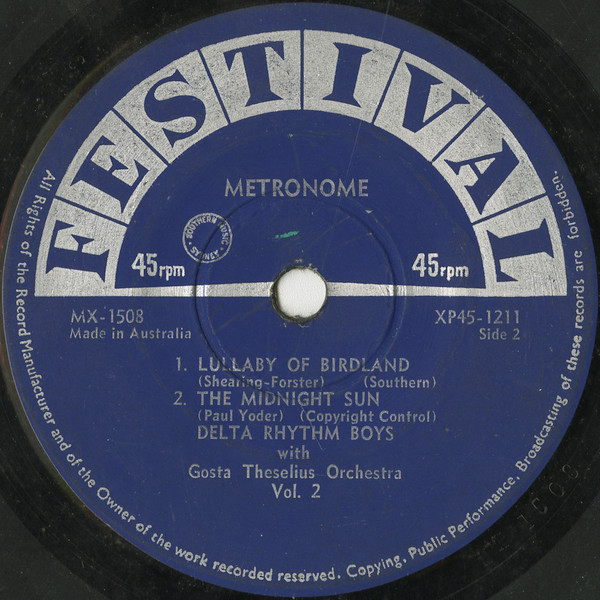 FESTIVAL
METRONOME
SOUTHERN MUSIC
45rpm
45rpm
MX-1508
XP45-1211
Made in Australia
Side 2
1. LULLABY OF BIRDLAND
(Shearing-Forster) (Southern)
2. THE MIDNIGHT SUN
(Paul Yoder) (Copyright Control)
DELTA RHYTHM BOYS
with
Gosta Theselius Orchestra
Vol. 2
All Rights of the Record Manufacturer and of the Owner of the work recorded reserved. Copying, Public Performance, Broadcasting of these records are forbidden.